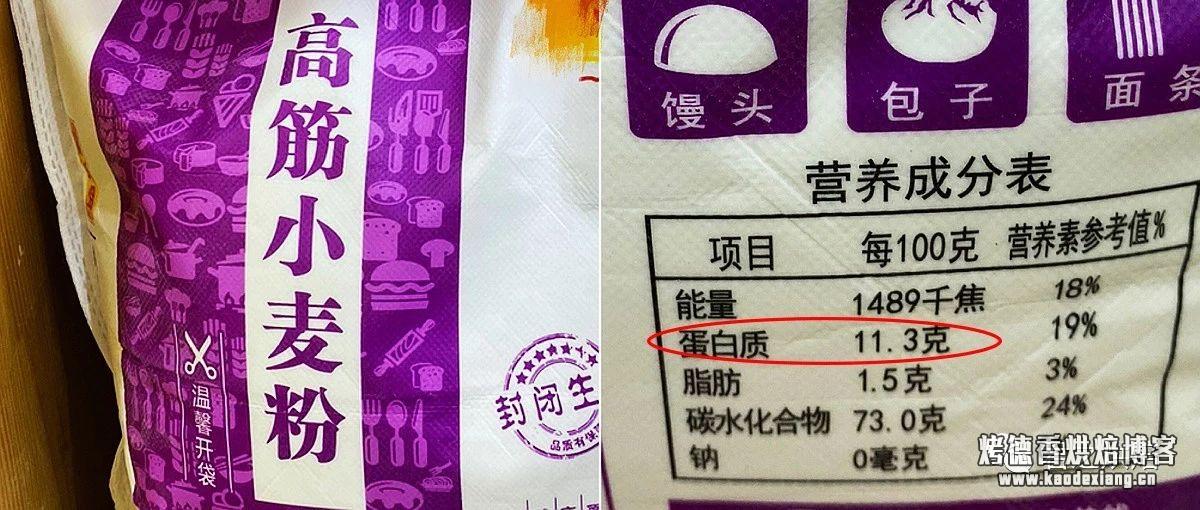 高筋小麦粉
温馨开袋
封闭生
品质有保
馒头
包子
面条
营养成分表
项目 每100克 营养素参考值%
能量 1489千焦 18%
蛋白质 11.3克 19%
脂肪 1.5克 3%
碳水化合物 73.0克 24%
钠 0毫克
烤德香烘焙博客
www.kaodexiang.cn